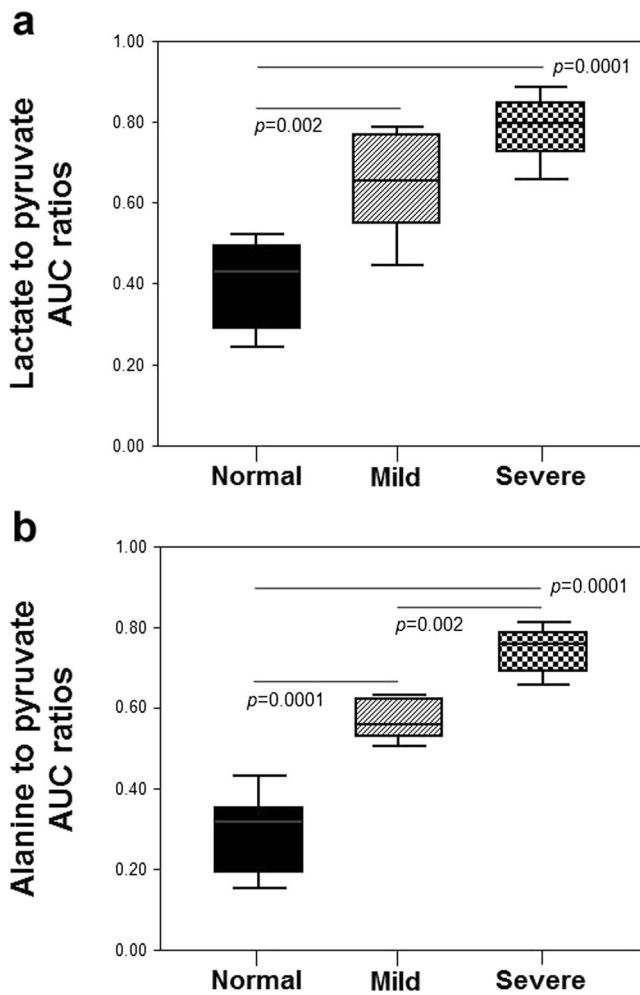 a
Lactate to pyruvate
AUC ratios
1.00
0.80
0.60
0.40
0.20
0.00
p=0.0001
p=0.002
Normal
Mild
Severe
b
Alanine to pyruvate
AUC ratios
1.00
0.80
0.60
0.40
0.20
0.00
p=0.0001
p=0.002
p=0.0001
Normal
Mild
Severe